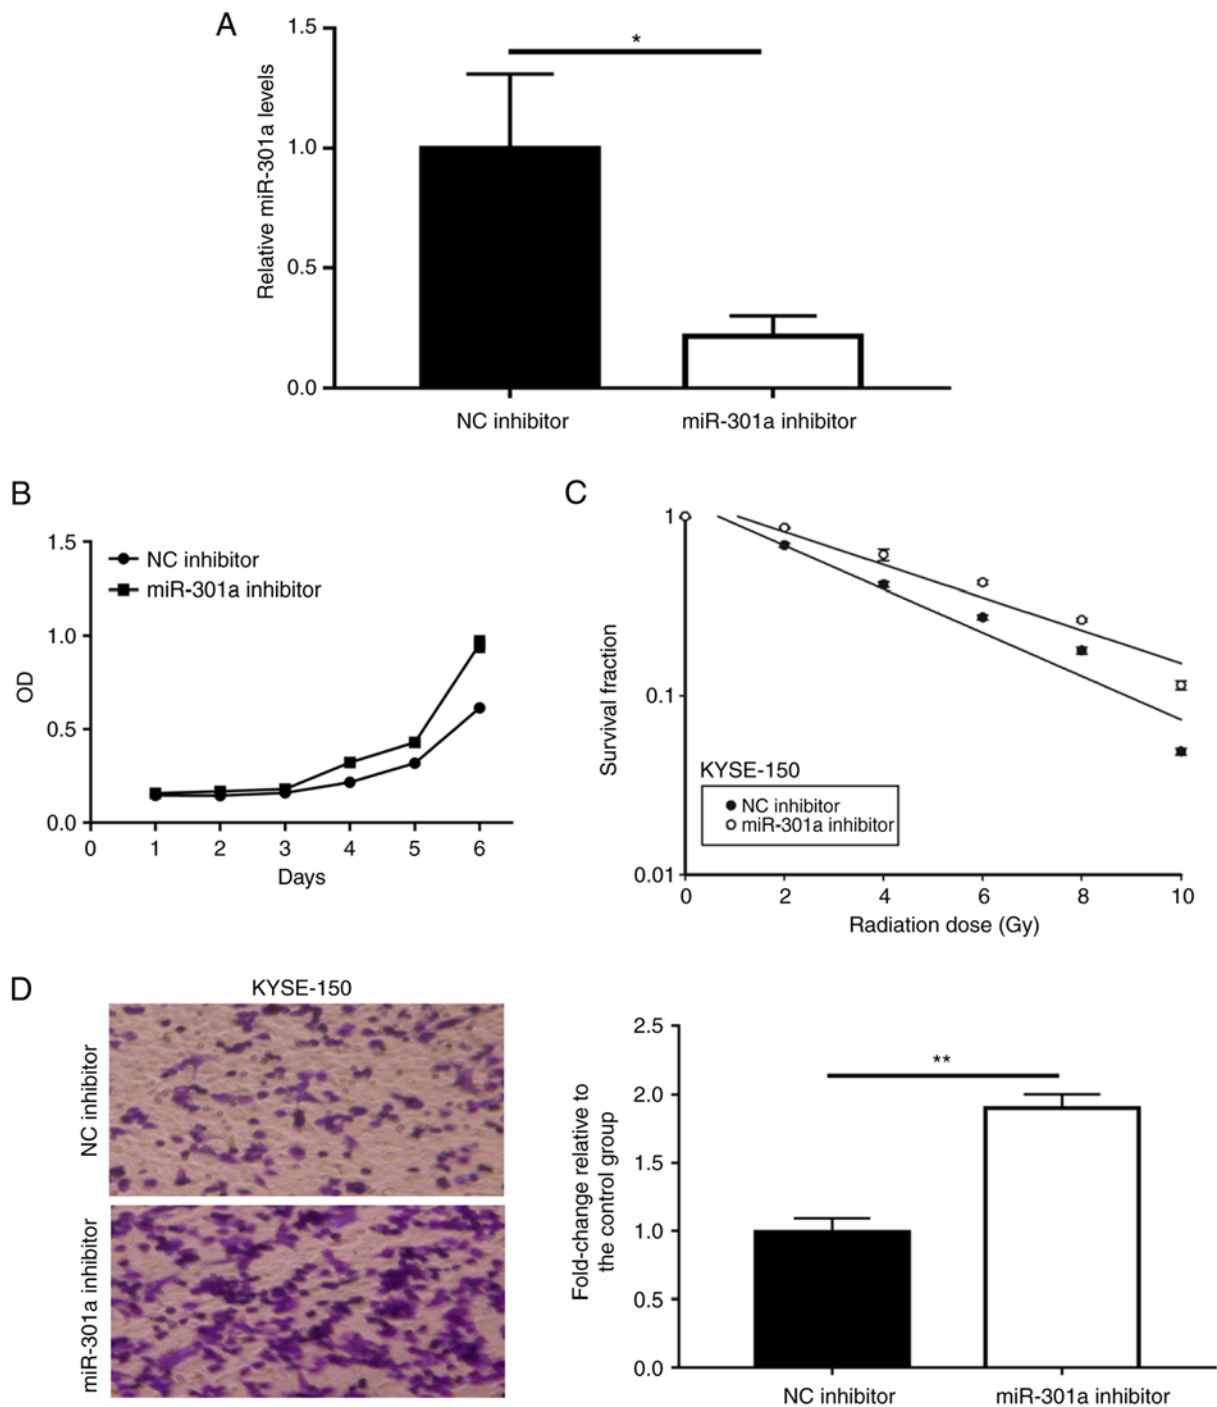 A
1.5
*
1.0
0.5
0.0
Relative miR-301a levels
NC inhibitor
miR-301a inhibitor
B
1.5
NC inhibitor
miR-301a inhibitor
1.0
0.5
0.0
OD
0 1 2 3 4 5 6
Days
C
1
0.1
0.01
Survival fraction
KYSE-150
NC inhibitor
miR-301a inhibitor
0 2 4 6 8 10
Radiation dose (Gy)
D
KYSE-150
NC inhibitor
miR-301a inhibitor
2.5
**
2.0
1.5
1.0
0.5
0.0
Fold-change relative to
the control group
NC inhibitor
miR-301a inhibitor